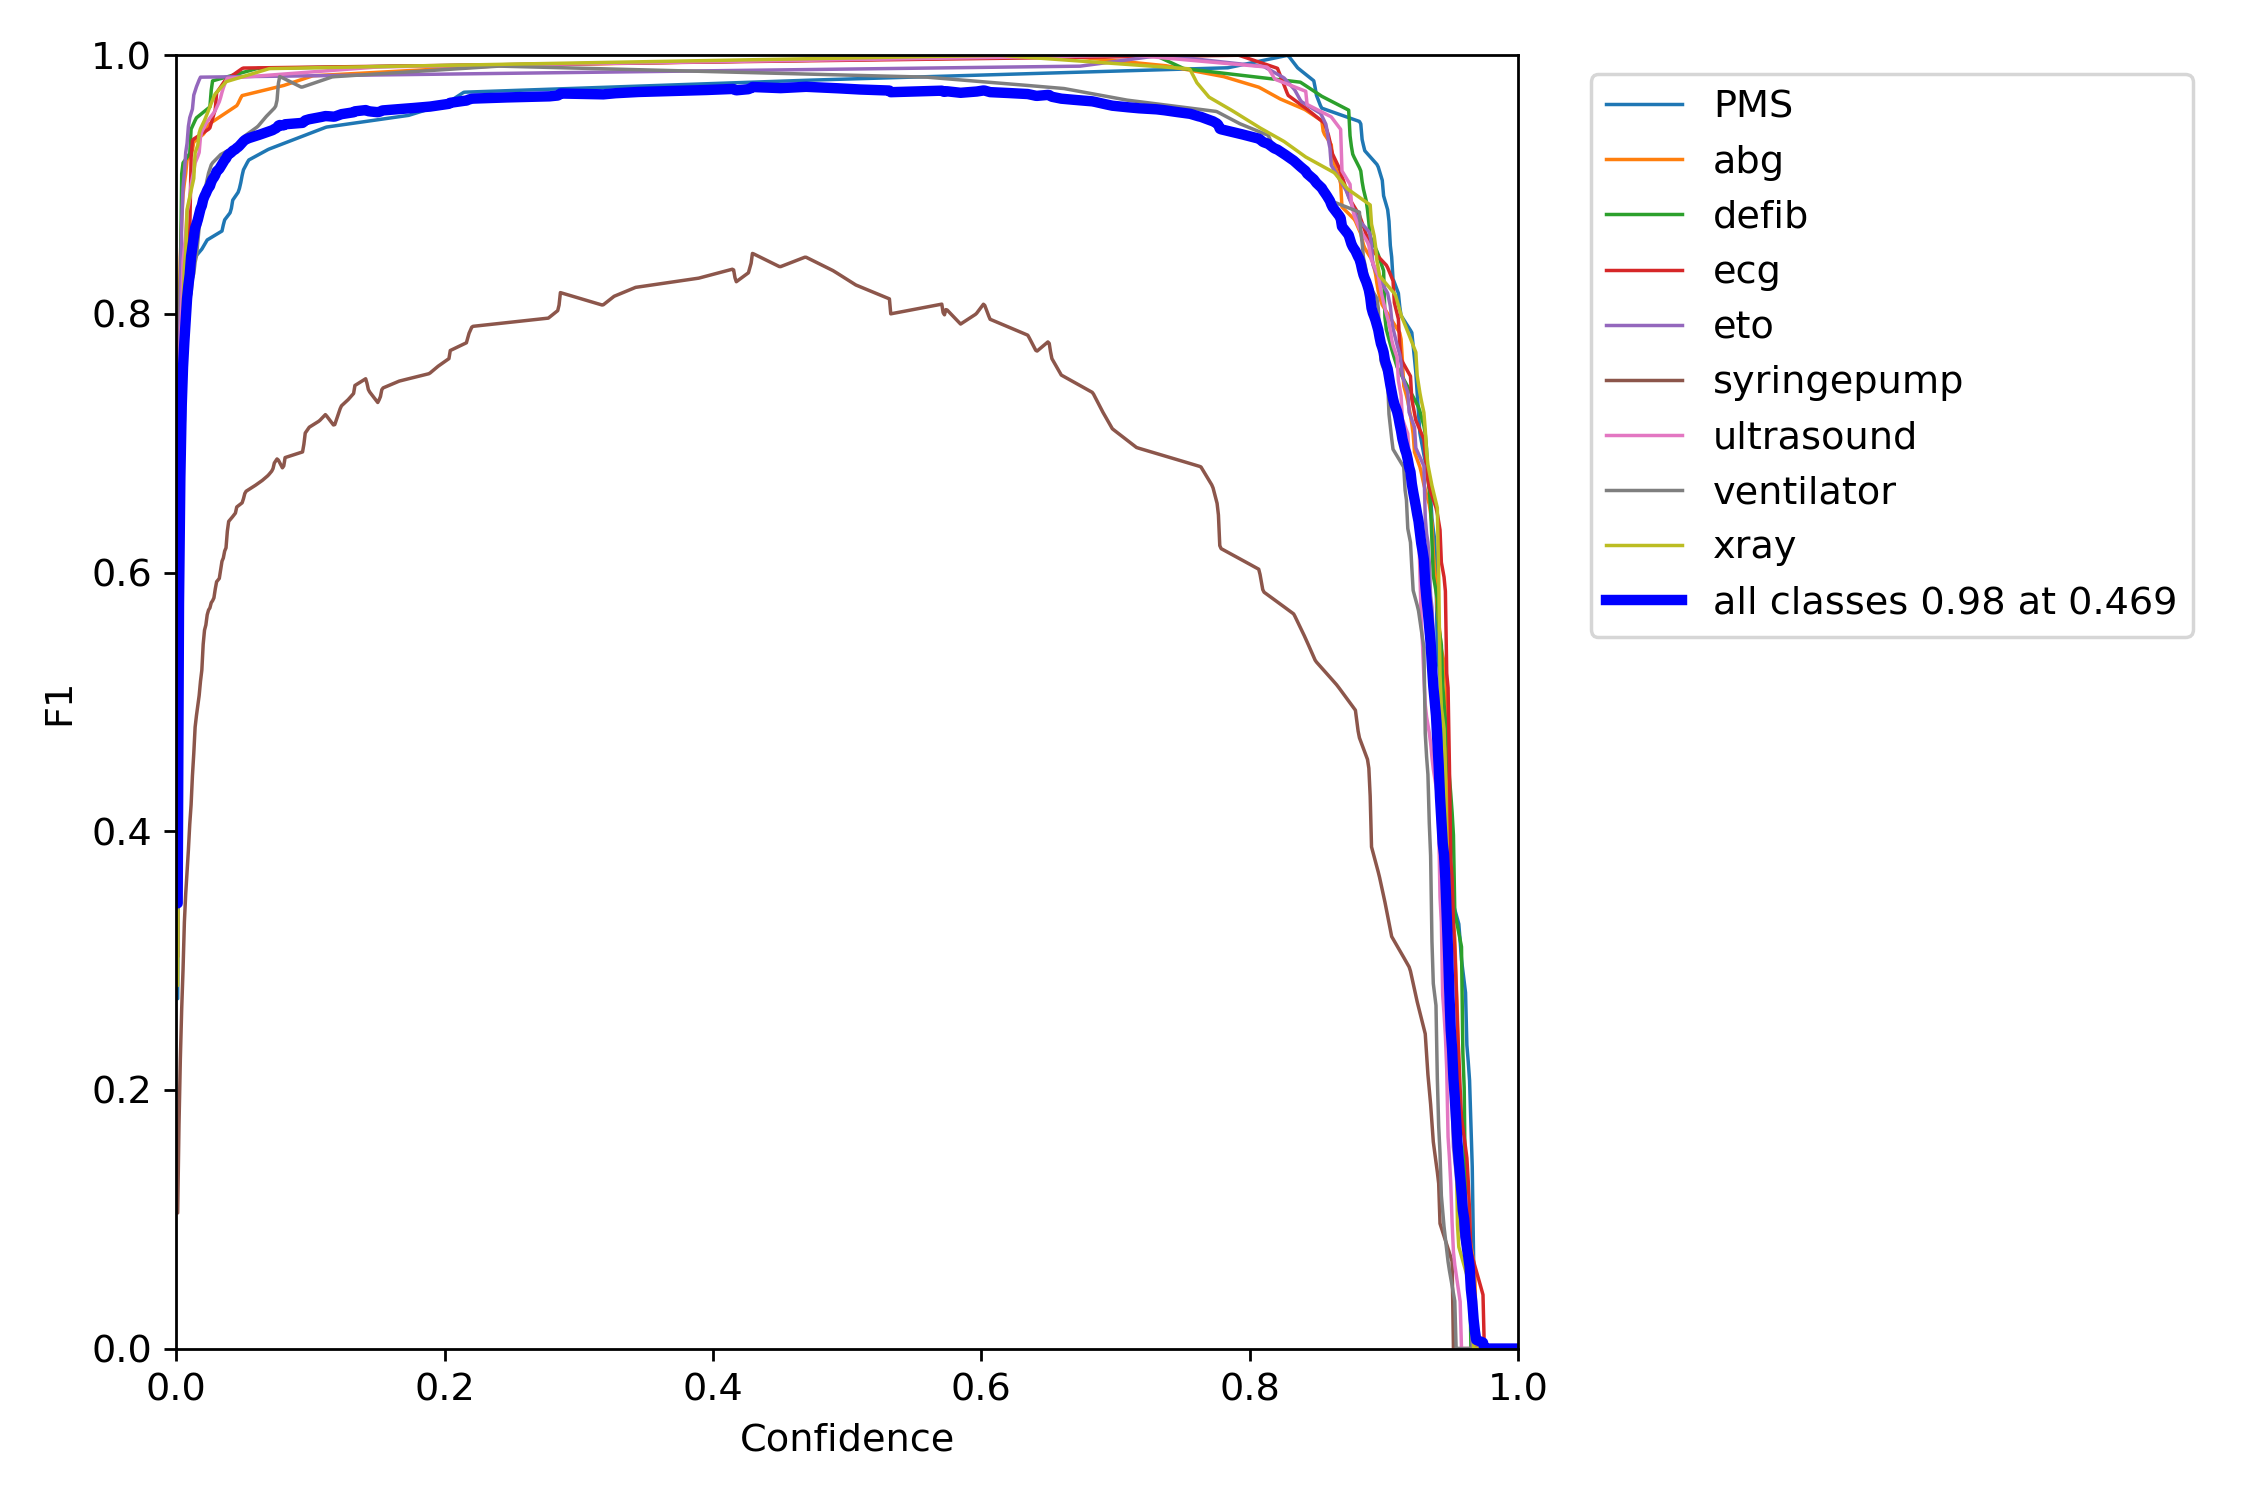 1.0
0.8
0.6
0.4
0.2
0.0
F1
0.0 0.2 0.4 0.6 0.8 1.0
Confidence
PMS
abg
defib
ecg
eto
syringepump
ultrasound
ventilator
xray
all classes 0.98 at 0.469